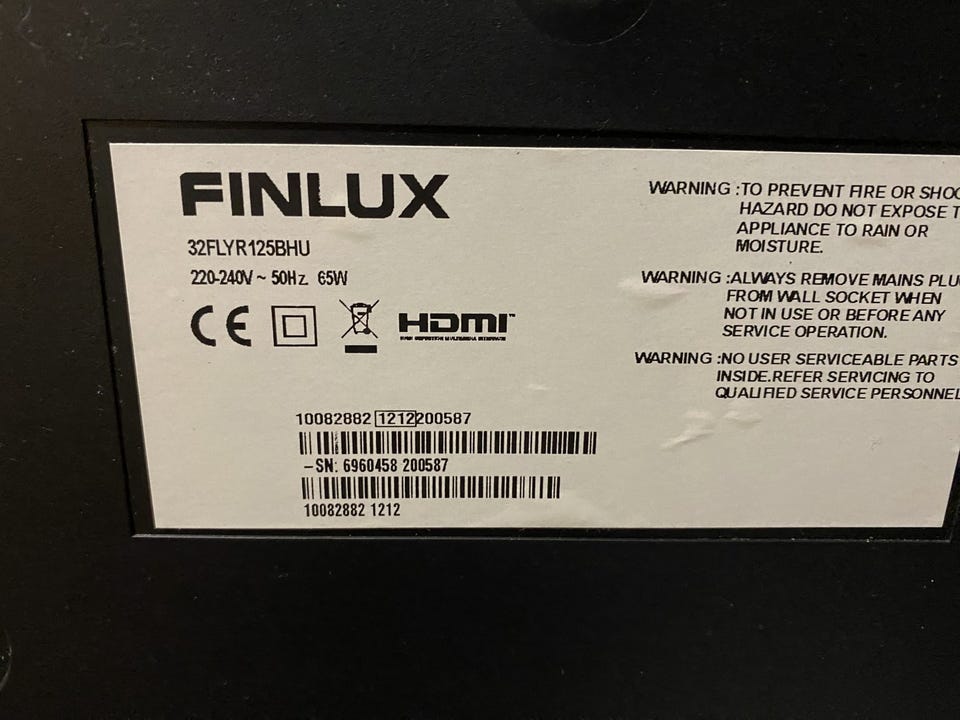 FINLUX
32FLYR125BHU
220-240V ~ 50Hz 65W
CE
HDMI™
10082882 1212200587
-SN: 6960458 200587
10082882 1212
WARNING :TO PREVENT FIRE OR SHOC
HAZARD DO NOT EXPOSE T
APPLIANCE TO RAIN OR
MOISTURE.
WARNING :ALWAYS REMOVE MAINS PLU
FROM WALL SOCKET WHEN
NOT IN USE OR BEFORE ANY
SERVICE OPERATION.
WARNING :NO USER SERVICEABLE PARTS
INSIDE.REFER SERVICING TO
QUALIFIED SERVICE PERSONNEL